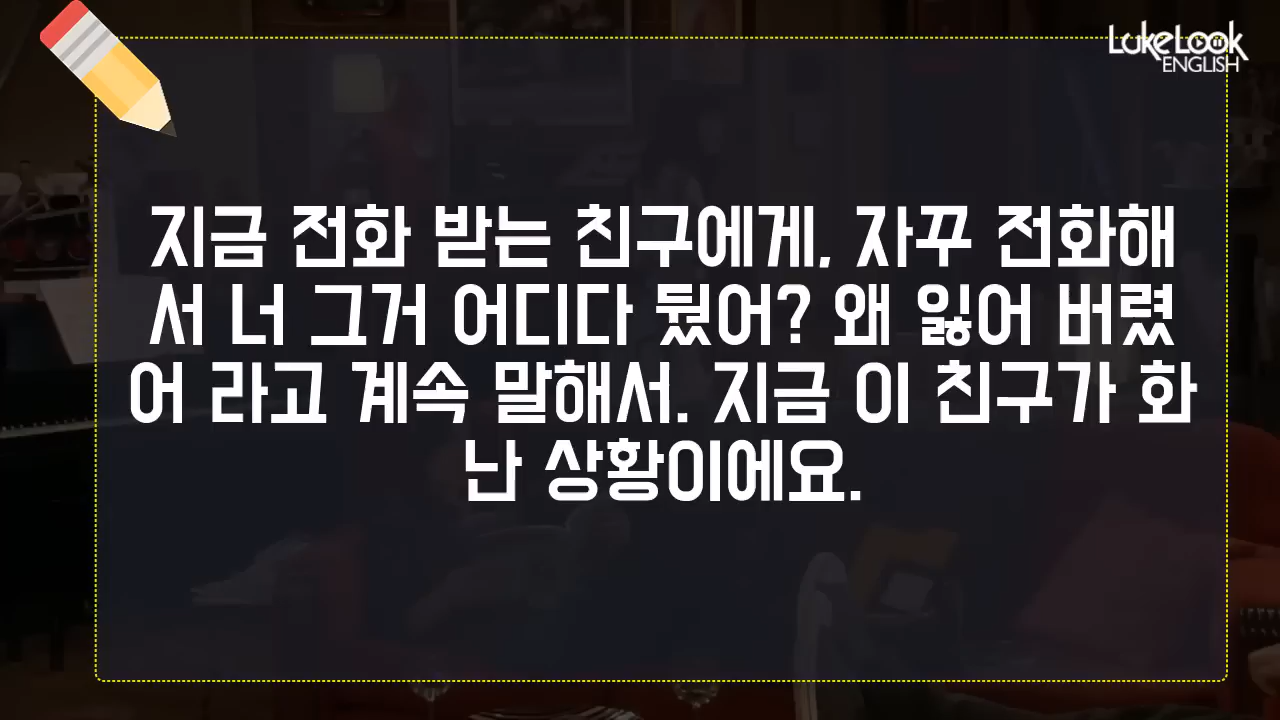 LukeLook
ENGLISH
지금 전화 받는 친구에게, 자꾸 전화해
서 너 그거 어디다 뒀어? 왜 잃어 버렸
어 라고 계속 말해서. 지금 이 친구가 화
난 상황이에요.